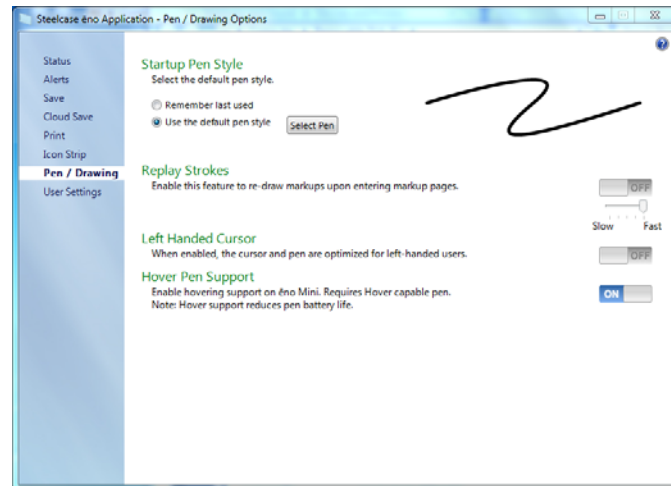 Steelcase ēno Application - Pen / Drawing Options
Status
Alerts
Save
Cloud Save
Print
Icon Strip
Pen / Drawing
User Settings
Startup Pen Style
Select the default pen style.
Remember last used
Use the default pen style
Select Pen
Replay Strokes
Enable this feature to re-draw markups upon entering markup pages.
OFF
Slow Fast
Left Handed Cursor
When enabled, the cursor and pen are optimized for left-handed users.
OFF
Hover Pen Support
Enable hovering support on ēno Mini. Requires Hover capable pen.
Note: Hover support reduces pen battery life.
ON